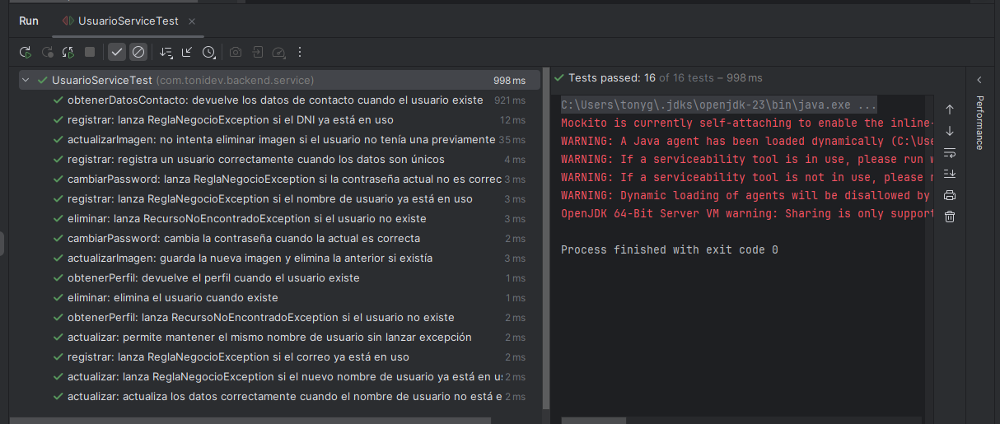 Run UsuarioServiceTest
UsuarioServiceTest (com.tonidev.backend.service) 998 ms
obtenerDatosContacto: devuelve los datos de contacto cuando el usuario existe 921 ms
registrar: lanza ReglaNegocioException si el DNI ya está en uso 12 ms
actualizarImagen: no intenta eliminar imagen si el usuario no tenía una previamente 35 ms
registrar: registra un usuario correctamente cuando los datos son únicos 4 ms
cambiarPassword: lanza ReglaNegocioException si la contraseña actual no es correc 3 ms
registrar: lanza ReglaNegocioException si el nombre de usuario ya está en uso 3 ms
eliminar: lanza RecursoNoEncontradoException si el usuario no existe 3 ms
cambiarPassword: cambia la contraseña cuando la actual es correcta 2 ms
actualizarImagen: guarda la nueva imagen y elimina la anterior si existía 3 ms
obtenerPerfil: devuelve el perfil cuando el usuario existe 1 ms
eliminar: elimina el usuario cuando existe 1 ms
obtenerPerfil: lanza RecursoNoEncontradoException si el usuario no existe 2 ms
actualizar: permite mantener el mismo nombre de usuario sin lanzar excepción 2 ms
registrar: lanza ReglaNegocioException si el correo ya está en uso 2 ms
actualizar: lanza ReglaNegocioException si el nuevo nombre de usuario ya está en 2 ms
actualizar: actualiza los datos correctamente cuando el nombre de usuario no está e 2 ms
Tests passed: 16 of 16 tests – 998 ms
C:\Users\tonyg\.jdks\openjdk-23\bin\java.exe ...
Mockito is currently self-attaching to enable the inline-
WARNING: A Java agent has been loaded dynamically (C:\Use
WARNING: If a serviceability tool is in use, please run
WARNING: If a serviceability tool is not in use, please
WARNING: Dynamic loading of agents will be disallowed by
OpenJDK 64-Bit Server VM warning: Sharing is only support
Process finished with exit code 0
Performance